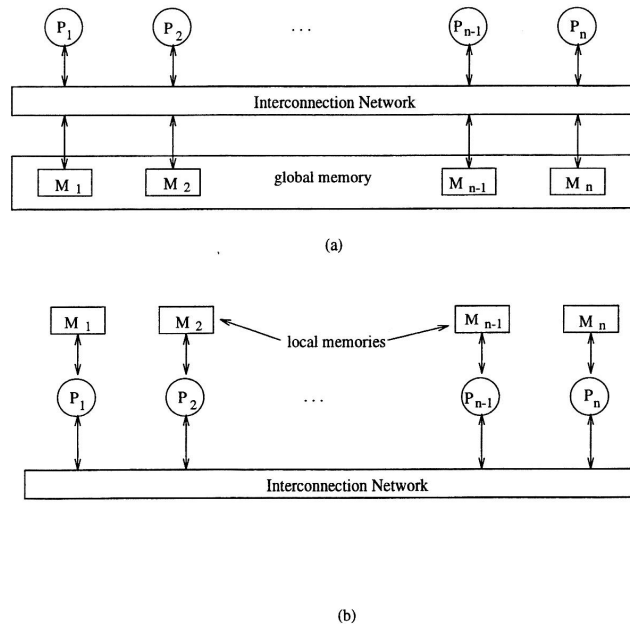 P1 P2 ... Pn-1 Pn
Interconnection Network
global memory
M 1 M 2 M n-1 M n
(a)
M 1 M 2 M n-1 M n
local memories
P1 P2 ... Pn-1 Pn
Interconnection Network
(b)